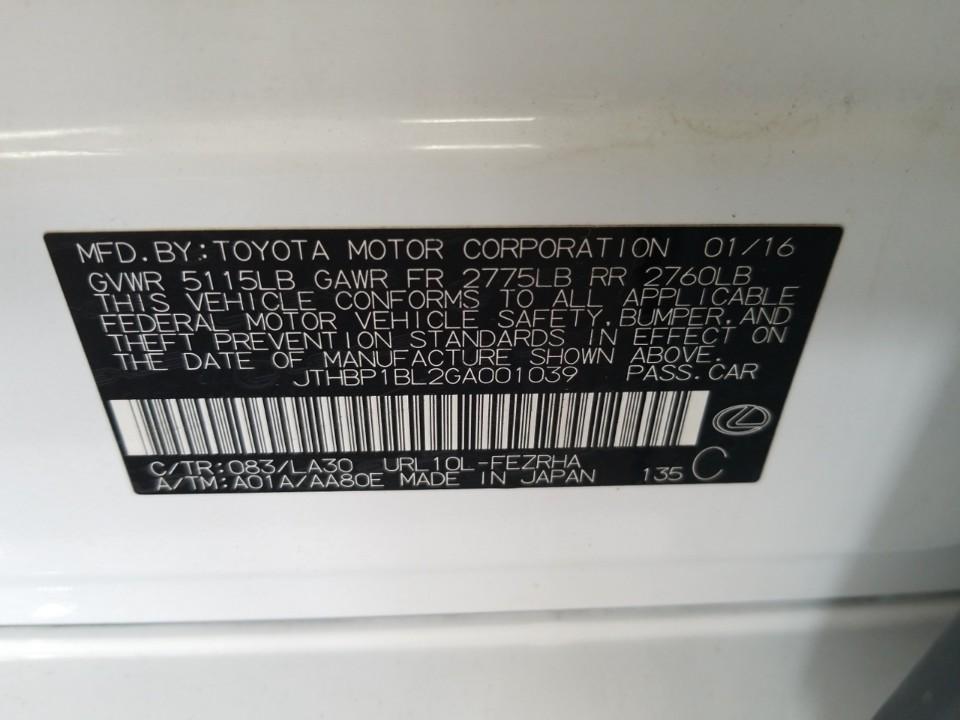 MFD.BY:TOYOTA MOTOR CORPORATION 01/16
GVWR 5115LB GAWR FR 2775LB RR 2760LB
THIS VEHICLE CONFORMS TO ALL APPLICABLE
FEDERAL MOTOR VEHICLE SAFETY,BUMPER,AND
THEFT PREVENTION STANDARDS IN EFFECT ON
THE DATE OF MANUFACTURE SHOWN ABOVE.
JTHBP1BL2GA001039 PASS.CAR
C/TR:083/LA30 URL10L-FEZRHA
A/TM:A01A/AA80E MADE IN JAPAN 135 C